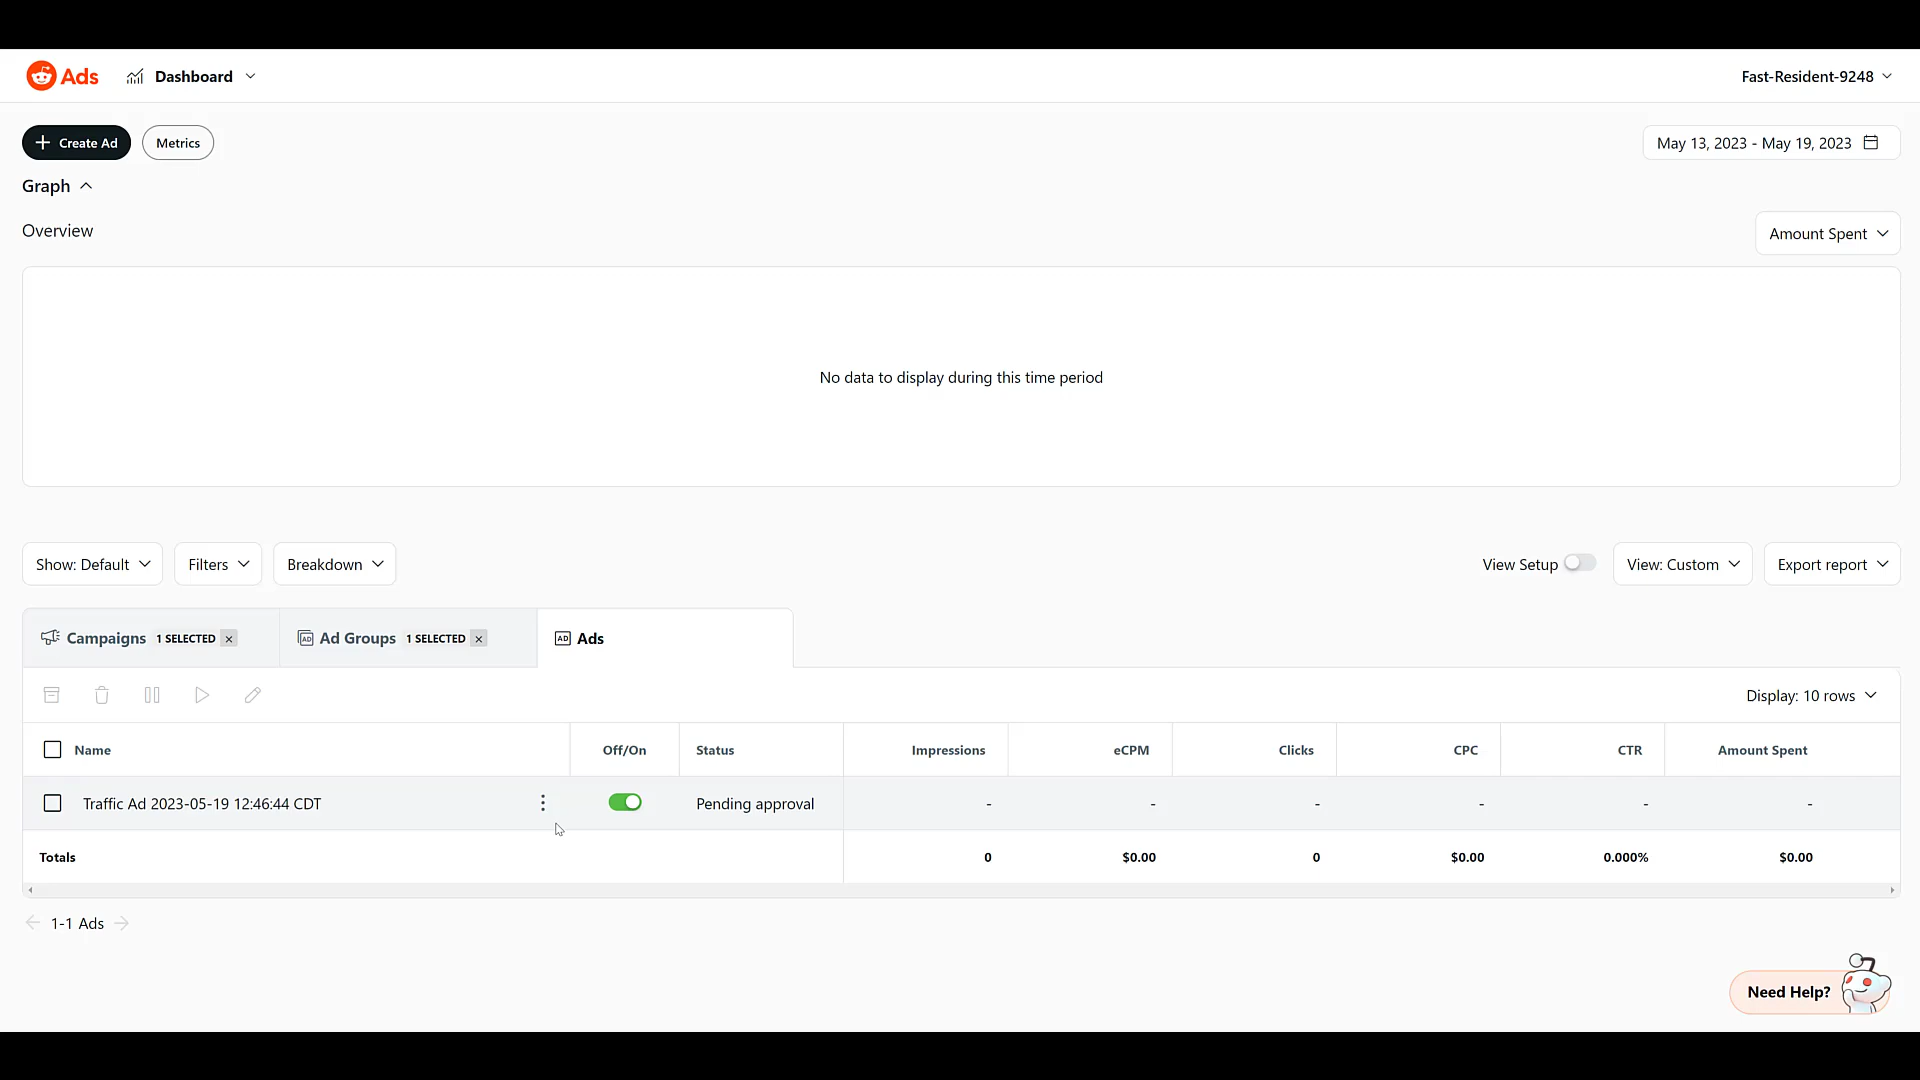 Ads Dashboard Fast-Resident-9248
Create Ad Metrics May 13, 2023 - May 19, 2023
Graph
Overview Amount Spent
No data to display during this time period
Show: Default Filters Breakdown View Setup View: Custom Export report
Campaigns 1 SELECTED × AD Ad Groups 1 SELECTED × AD Ads
Display: 10 rows
Name Off/On Status Impressions eCPM Clicks CPC CTR Amount Spent
Traffic Ad 2023-05-19 12:46:44 CDT Pending approval - - - - - -
Totals 0 $0.00 0 $0.00 0.000% $0.00
1-1 Ads
Need Help?